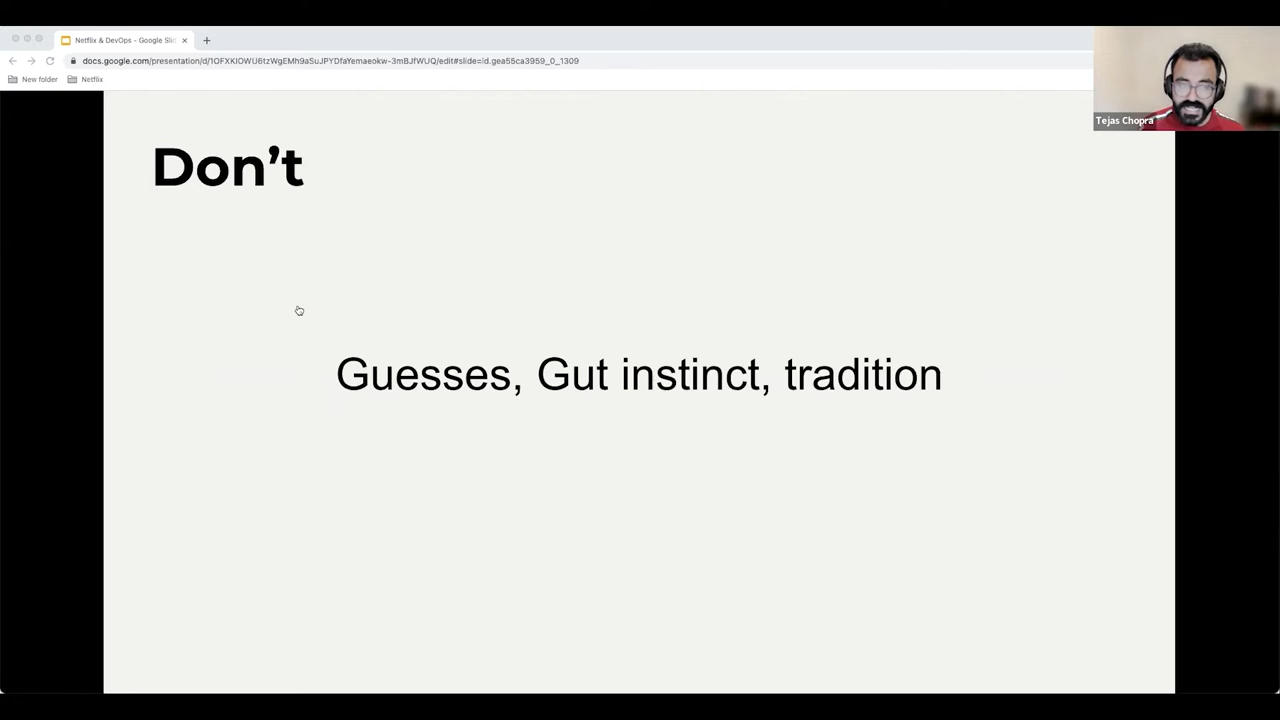 Netflix & DevOps - Google Slid
docs.google.com/presentation/d/1OFXKIOWU6tzWgEMh9aSuJPYDfaYemaeokw-3mBJfWUQ/edit#slide=id.gea55ca3959_0_1309
New folder
Netflix
Tejas Chopra
Don't
Guesses, Gut instinct, tradition